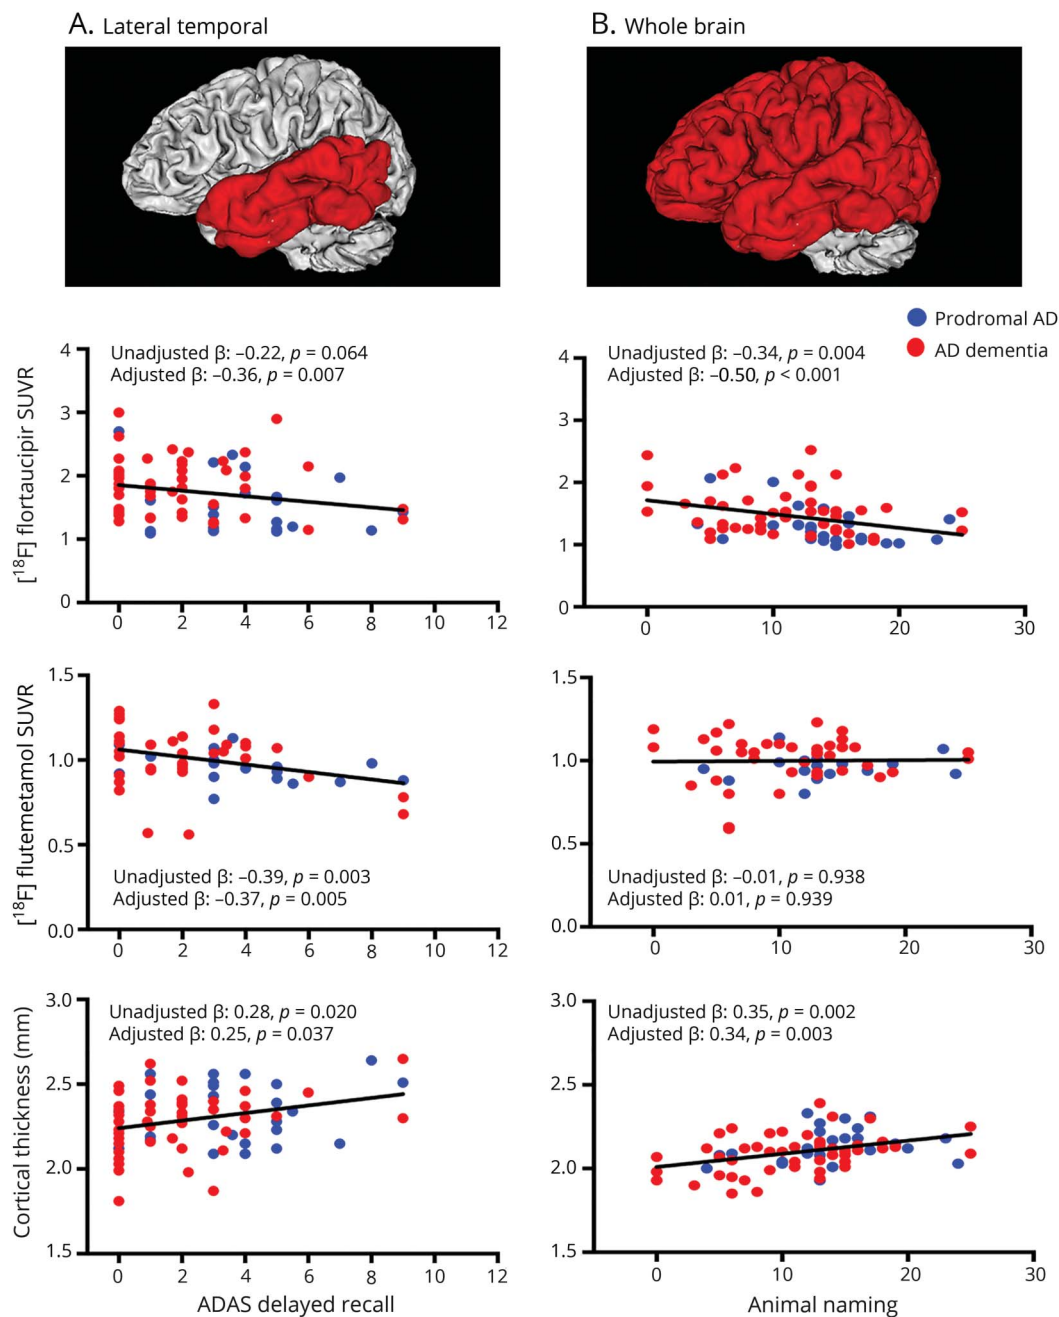 A. Lateral temporal
B. Whole brain
Prodromal AD
AD dementia
[18F] flortaucipir SUVR
Unadjusted β: –0.22, p = 0.064
Adjusted β: –0.36, p = 0.007
4
3
2
1
0
0 2 4 6 8 10 12
Unadjusted β: –0.34, p = 0.004
Adjusted β: –0.50, p < 0.001
4
3
2
1
0
0 10 20 30
[18F] flutemetamol SUVR
1.5
1.0
0.5
0.0
Unadjusted β: –0.39, p = 0.003
Adjusted β: –0.37, p = 0.005
0 2 4 6 8 10 12
1.5
1.0
0.5
0.0
Unadjusted β: –0.01, p = 0.938
Adjusted β: 0.01, p = 0.939
0 10 20 30
Cortical thickness (mm)
Unadjusted β: 0.28, p = 0.020
Adjusted β: 0.25, p = 0.037
3.0
2.5
2.0
1.5
0 2 4 6 8 10 12
ADAS delayed recall
Unadjusted β: 0.35, p = 0.002
Adjusted β: 0.34, p = 0.003
3.0
2.5
2.0
1.5
0 10 20 30
Animal naming